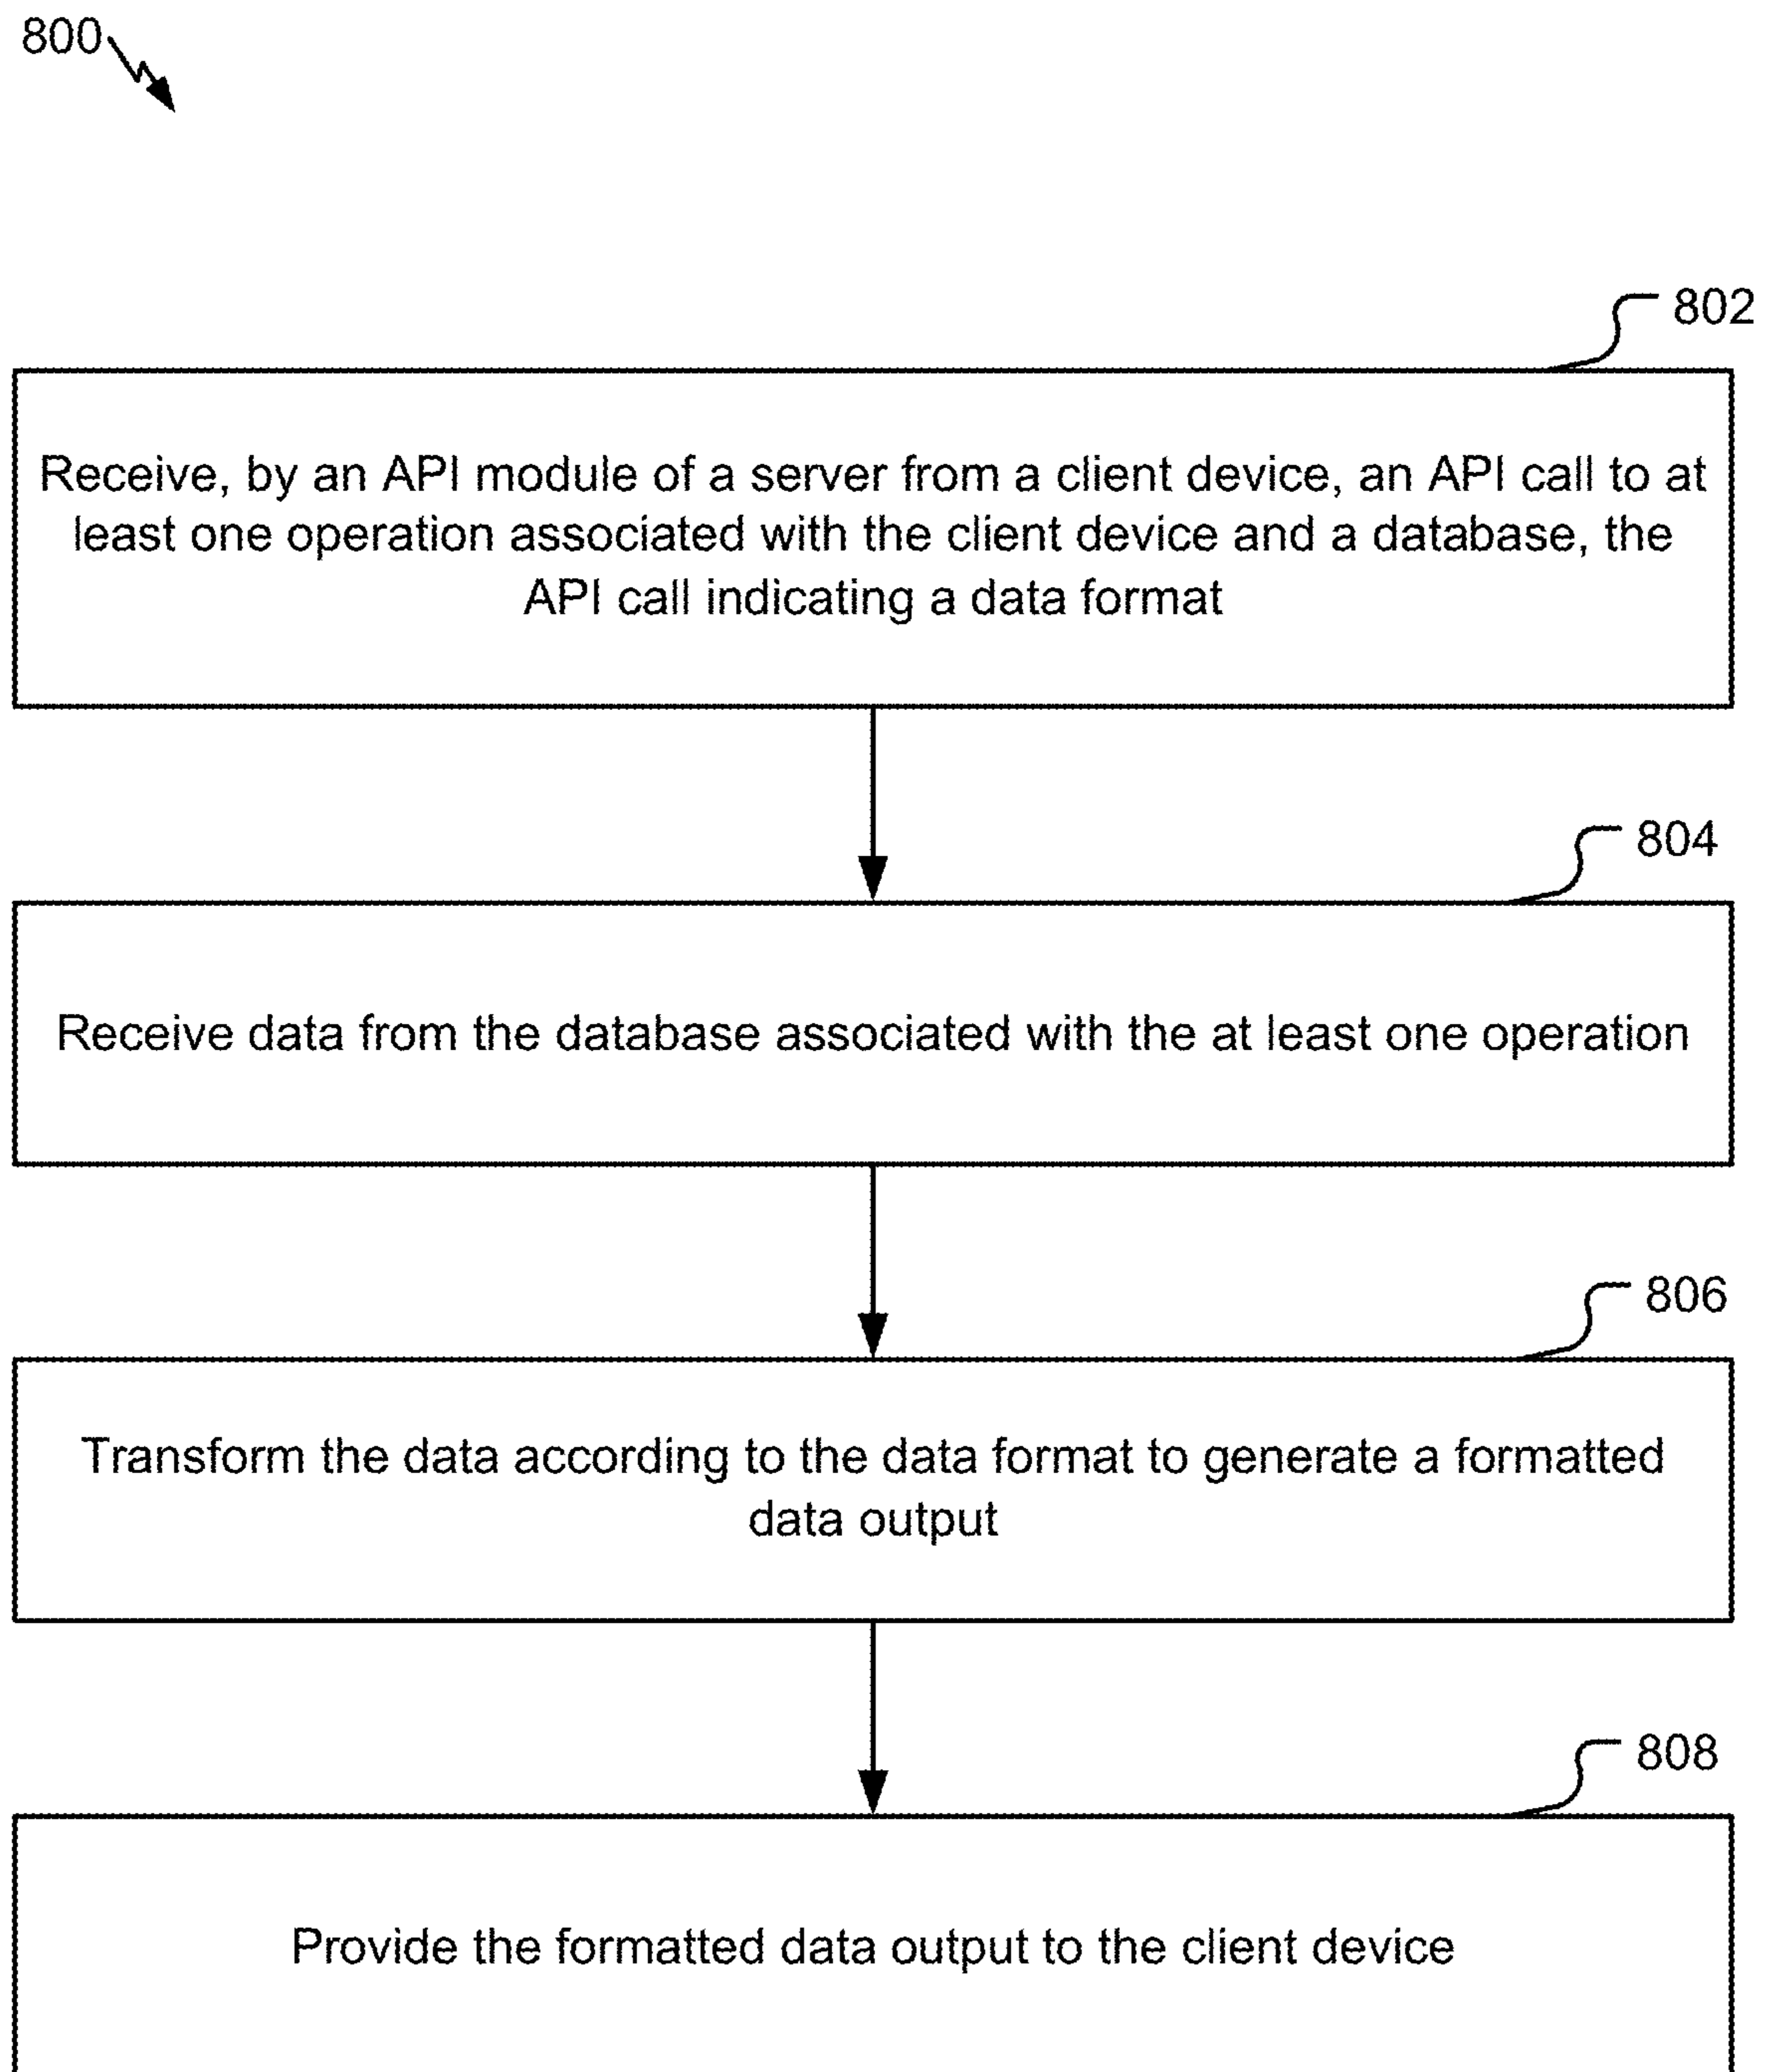 800
802
Receive, by an API module of a server from a client device, an API call to at
least one operation associated with the client device and a database, the
API call indicating a data format
804
Receive data from the database associated with the at least one operation
806
Transform the data according to the data format to generate a formatted
data output
808
Provide the formatted data output to the client device